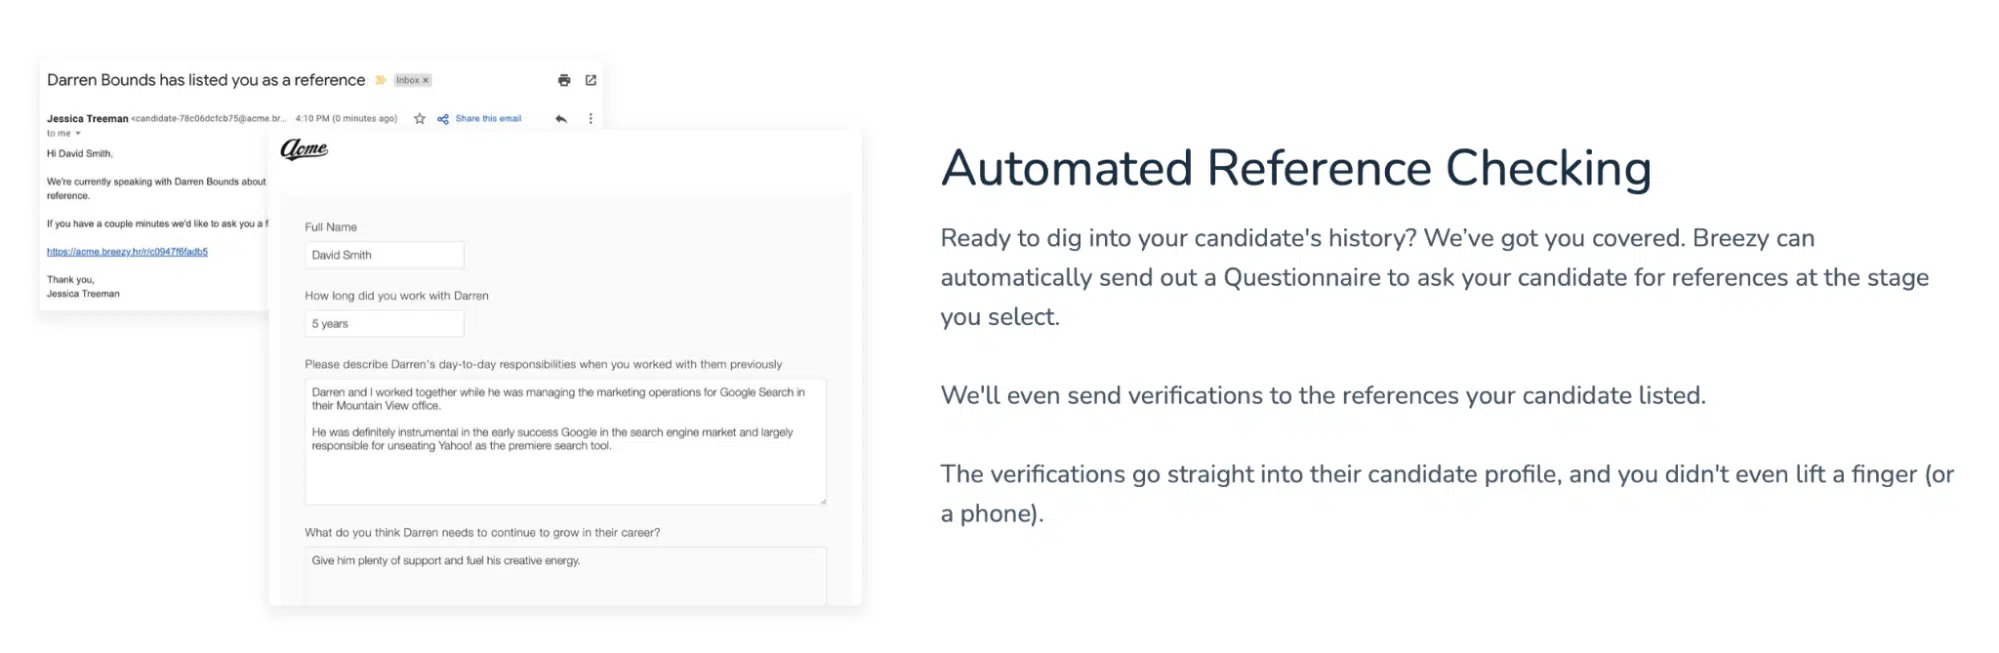 Darren Bounds has listed you as a reference
Inbox ×
Jessica Treeman <candidate-78c06dcfcb75@acme.br... 4:10 PM (0 minutes ago) Share this email
to me
Hi David Smith,
We're currently speaking with Darren Bounds about
reference.
If you have a couple minutes we'd like to ask you a f
https://acme.breezy.hr/r/c0947f6fadb5
Thank you,
Jessica Treeman
Acme
Full Name
David Smith
How long did you work with Darren
5 years
Please describe Darren's day-to-day responsibilities when you worked with them previously
Darren and I worked together while he was managing the marketing operations for Google Search in
their Mountain View office.
He was definitely instrumental in the early success Google in the search engine market and largely
responsible for unseating Yahoo! as the premiere search tool.
What do you think Darren needs to continue to grow in their career?
Give him plenty of support and fuel his creative energy.
Automated Reference Checking
Ready to dig into your candidate's history? We’ve got you covered. Breezy can
automatically send out a Questionnaire to ask your candidate for references at the stage
you select.
We'll even send verifications to the references your candidate listed.
The verifications go straight into their candidate profile, and you didn't even lift a finger (or
a phone).